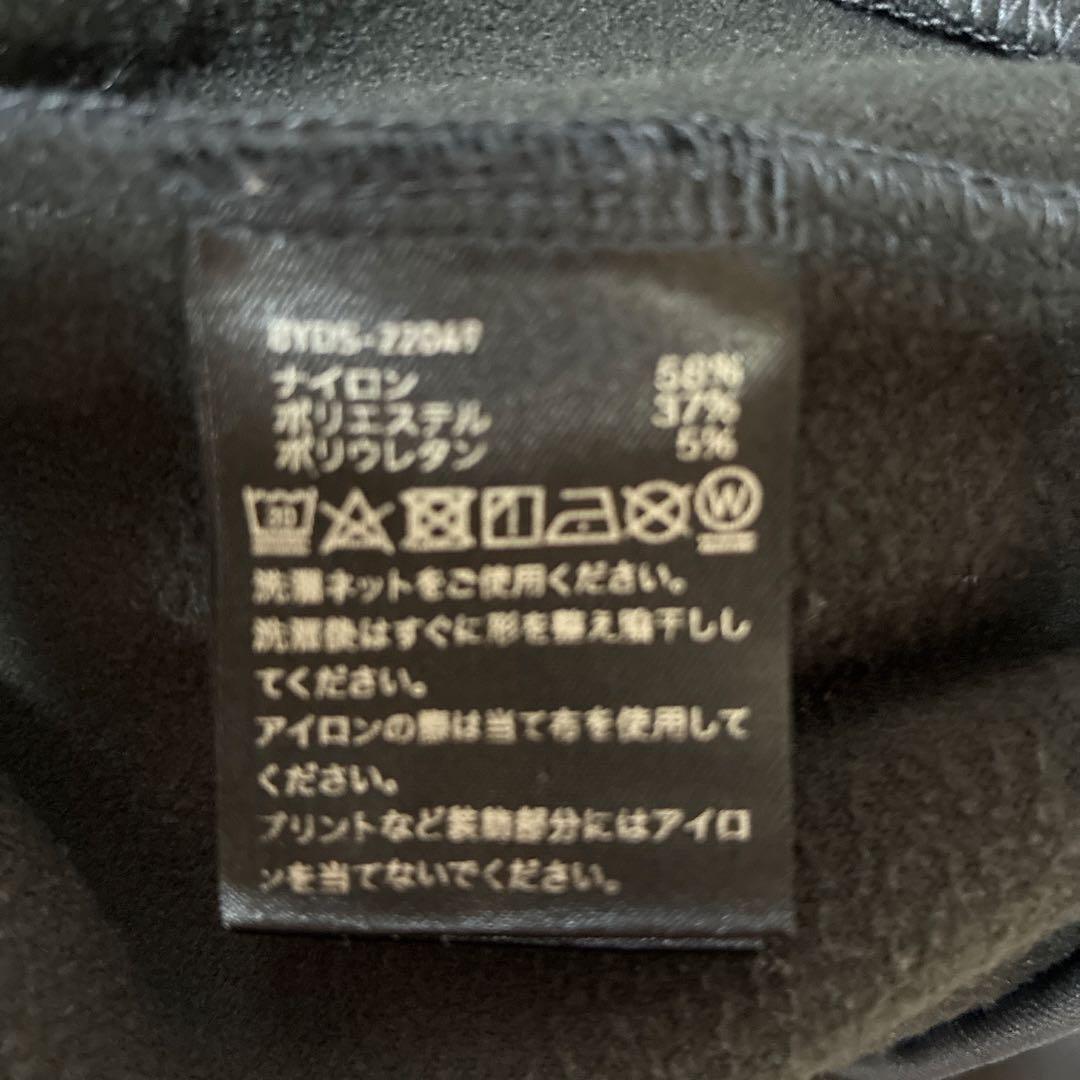 ナイロン 58%
ポリエステル 37%
ポリウレタン 5%
30 W
洗濯ネットをご使用ください。
洗濯後はすぐに形を整え陰干しし
てください。
アイロンの際は当て布を使用して
ください。
プリントなど装飾部分にはアイロ
ンを当てないでください。